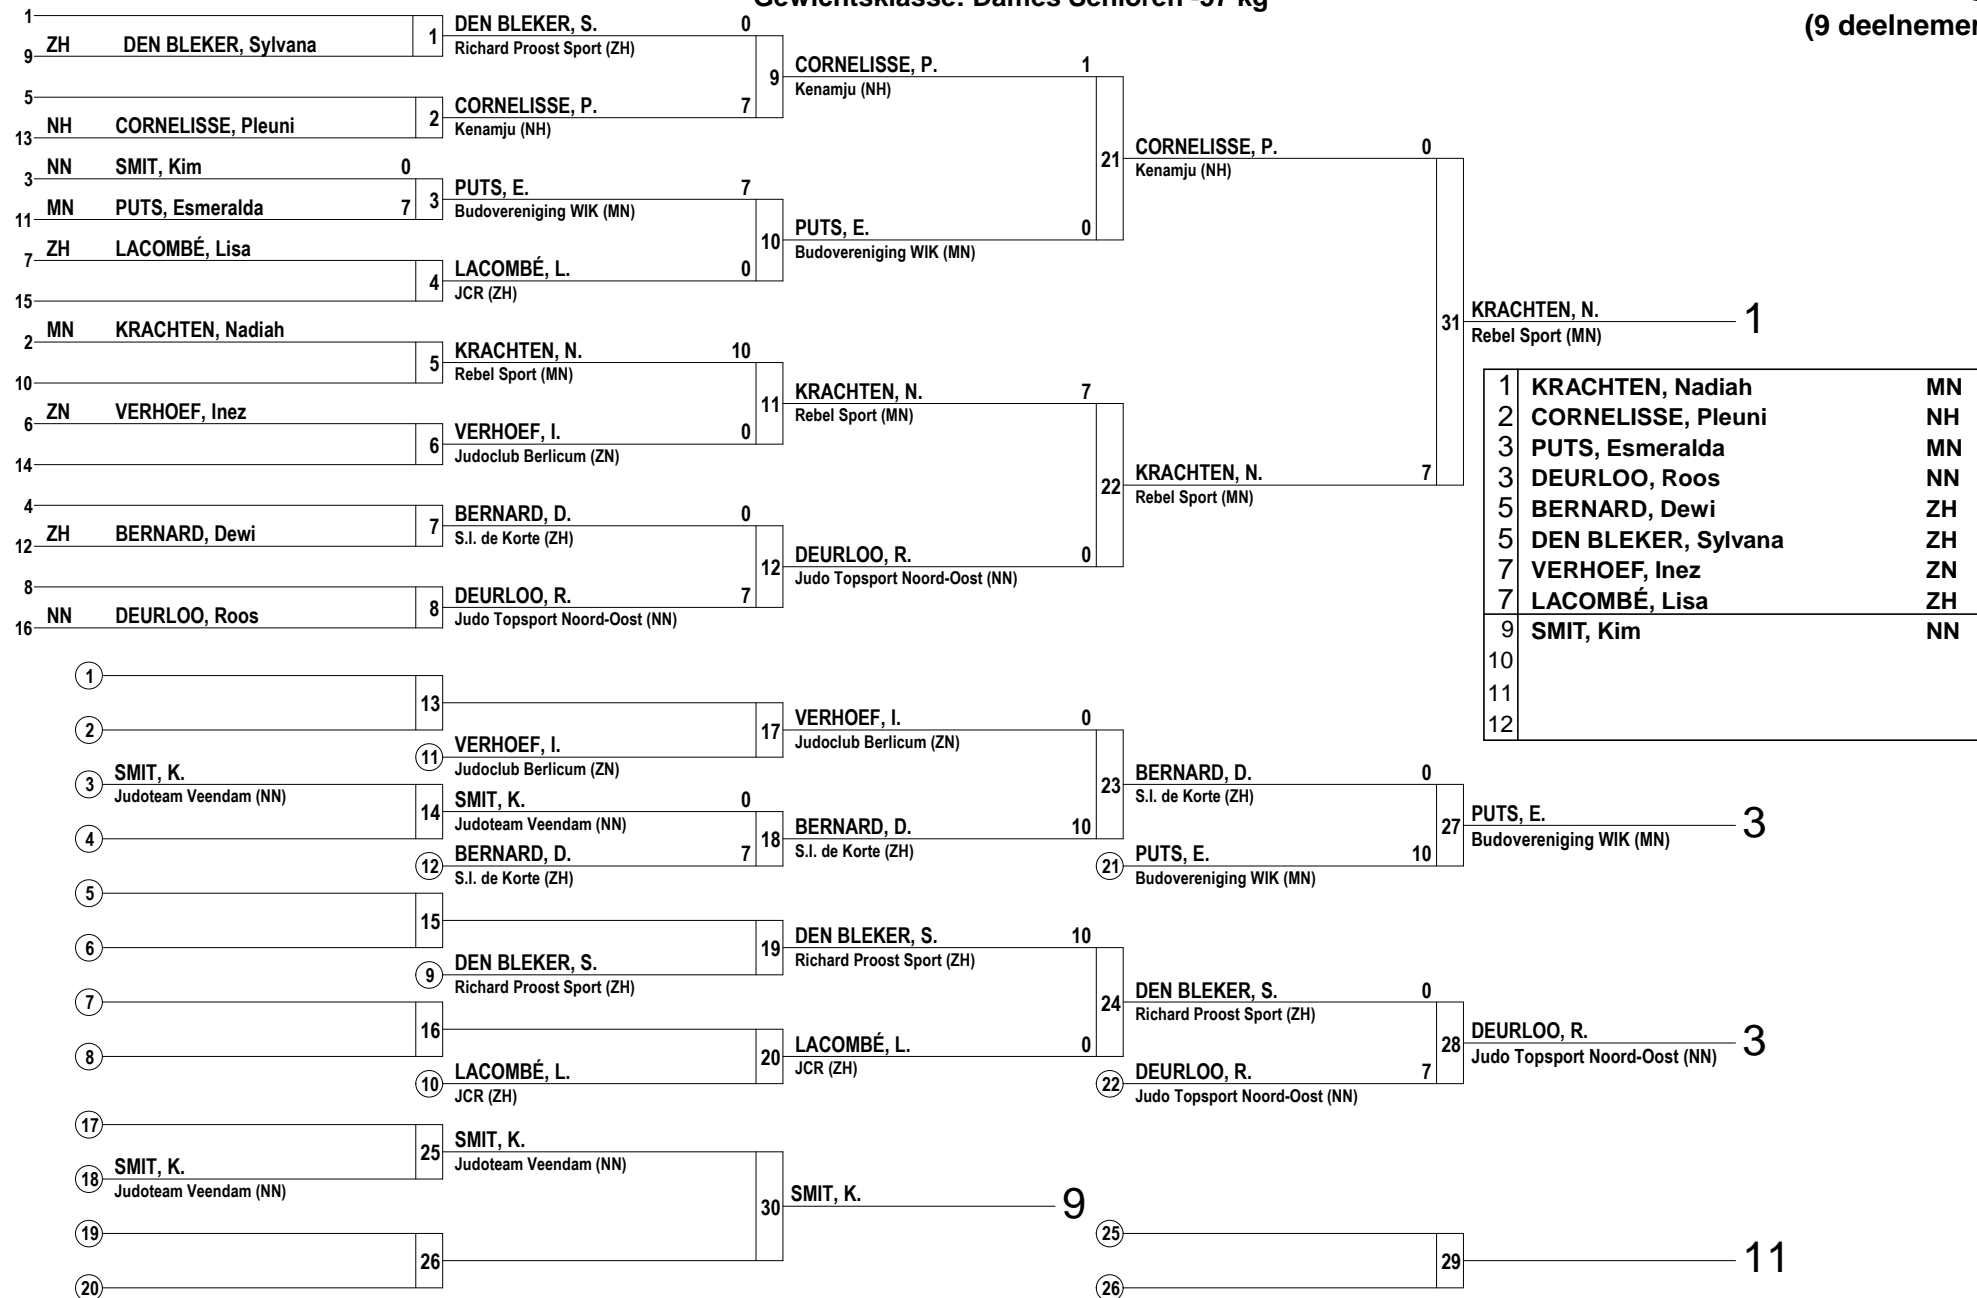 Gewichtsklasse: Dames Senioren -57 kg
(9 deelnemer
1
9 ZH DEN BLEKER, Sylvana
5
13 NH CORNELISSE, Pleuni
3 NN SMIT, Kim 0
11 MN PUTS, Esmeralda 7
7 ZH LACOMBÉ, Lisa
15
2 MN KRACHTEN, Nadiah
10
6 ZN VERHOEF, Inez
14
4
12 ZH BERNARD, Dewi
8
16 NN DEURLOO, Roos
1 DEN BLEKER, S. 0
Richard Proost Sport (ZH)
2 CORNELISSE, P. 7
Kenamju (NH)
3 PUTS, E. 7
Budovereniging WIK (MN)
4 LACOMBÉ, L. 0
JCR (ZH)
5 KRACHTEN, N. 10
Rebel Sport (MN)
6 VERHOEF, I. 0
Judoclub Berlicum (ZN)
7 BERNARD, D. 0
S.I. de Korte (ZH)
8 DEURLOO, R. 7
Judo Topsport Noord-Oost (NN)
9 CORNELISSE, P. 1
Kenamju (NH)
10 PUTS, E. 0
Budovereniging WIK (MN)
11 KRACHTEN, N. 7
Rebel Sport (MN)
12 DEURLOO, R. 0
Judo Topsport Noord-Oost (NN)
21 CORNELISSE, P. 0
Kenamju (NH)
22 KRACHTEN, N. 7
Rebel Sport (MN)
31 KRACHTEN, N. 1
Rebel Sport (MN)
1 KRACHTEN, Nadiah MN
2 CORNELISSE, Pleuni NH
3 PUTS, Esmeralda MN
3 DEURLOO, Roos NN
5 BERNARD, Dewi ZH
5 DEN BLEKER, Sylvana ZH
7 VERHOEF, Inez ZN
7 LACOMBÉ, Lisa ZH
9 SMIT, Kim NN
10
11
12
1
2
3 SMIT, K.
Judoteam Veendam (NN)
4
5
6
7
8
13
11 VERHOEF, I.
Judoclub Berlicum (ZN)
14 SMIT, K. 0
Judoteam Veendam (NN)
12 BERNARD, D. 7
S.I. de Korte (ZH)
15
9 DEN BLEKER, S.
Richard Proost Sport (ZH)
16
10 LACOMBÉ, L.
JCR (ZH)
17 VERHOEF, I. 0
Judoclub Berlicum (ZN)
18 BERNARD, D. 10
S.I. de Korte (ZH)
19 DEN BLEKER, S. 10
Richard Proost Sport (ZH)
20 LACOMBÉ, L. 0
JCR (ZH)
23 BERNARD, D. 0
S.I. de Korte (ZH)
21 PUTS, E. 10
Budovereniging WIK (MN)
24 DEN BLEKER, S. 0
Richard Proost Sport (ZH)
22 DEURLOO, R. 7
Judo Topsport Noord-Oost (NN)
27 PUTS, E. 3
Budovereniging WIK (MN)
28 DEURLOO, R. 3
Judo Topsport Noord-Oost (NN)
17
18 SMIT, K.
Judoteam Veendam (NN)
19
20
25 SMIT, K.
Judoteam Veendam (NN)
26
30 SMIT, K. 9
25
26
29 11